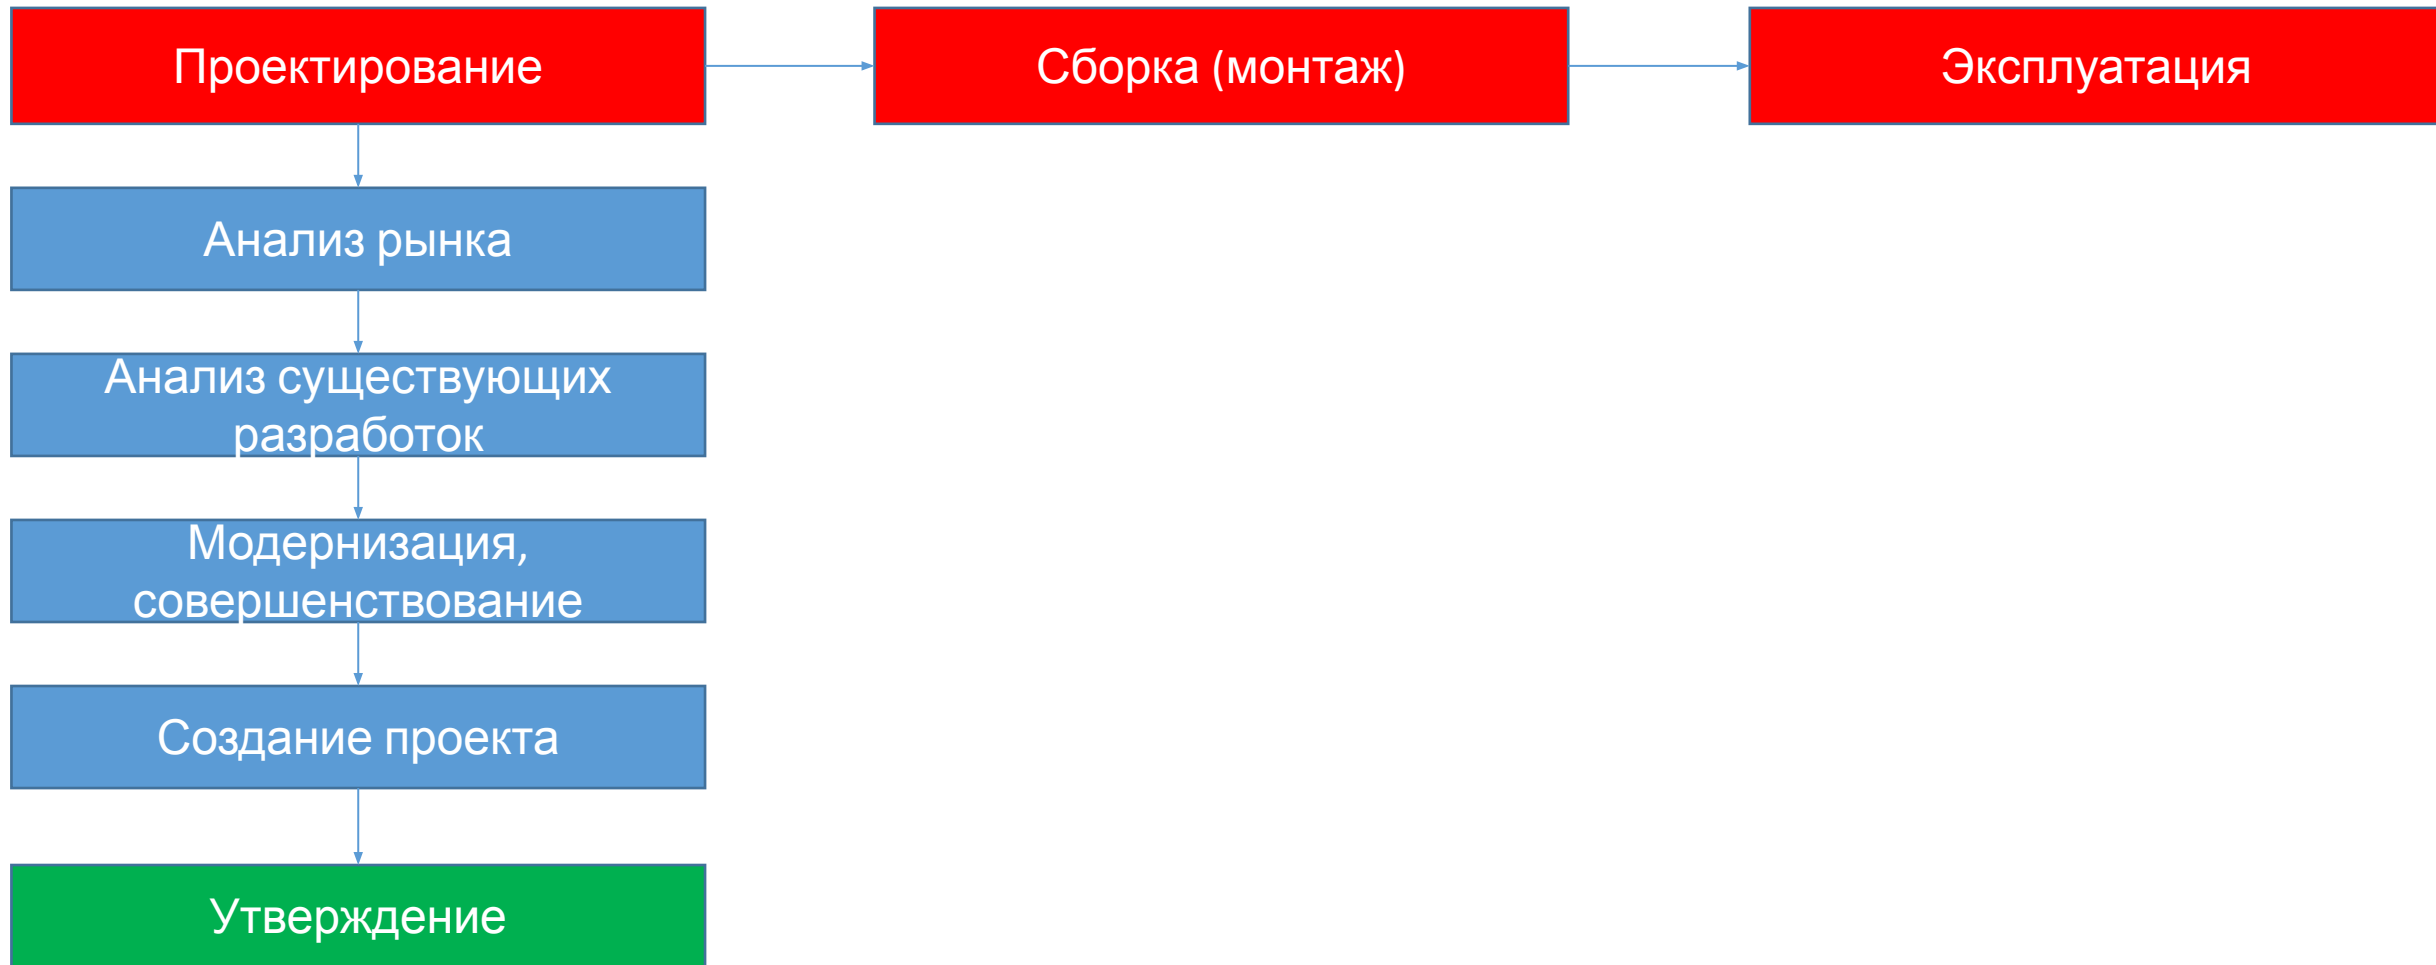 Проектирование
Сборка (монтаж)
Эксплуатация
Анализ рынка
Анализ существующих
разработок
Модернизация,
совершенствование
Создание проекта
Утверждение